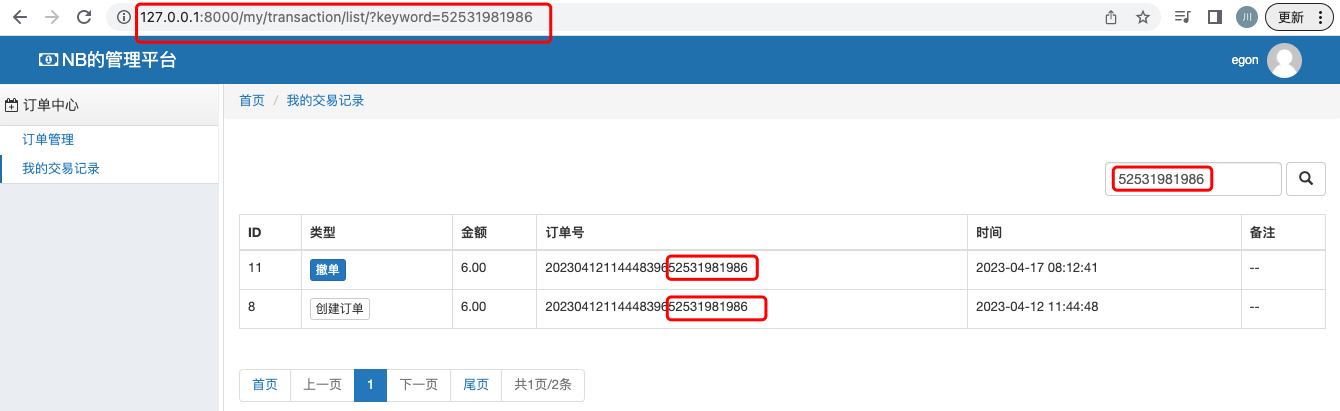 127.0.0.1:8000/my/transaction/list/?keyword=52531981986 川 更新
NB的管理平台 egon
订单中心 首页 / 我的交易记录
订单管理
我的交易记录
52531981986
ID 类型 金额 订单号 时间 备注
11 撤单 6.00 2023041211444839652531981986 2023-04-17 08:12:41 --
8 创建订单 6.00 2023041211444839652531981986 2023-04-12 11:44:48 --
首页 上一页 1 下一页 尾页 共1页/2条